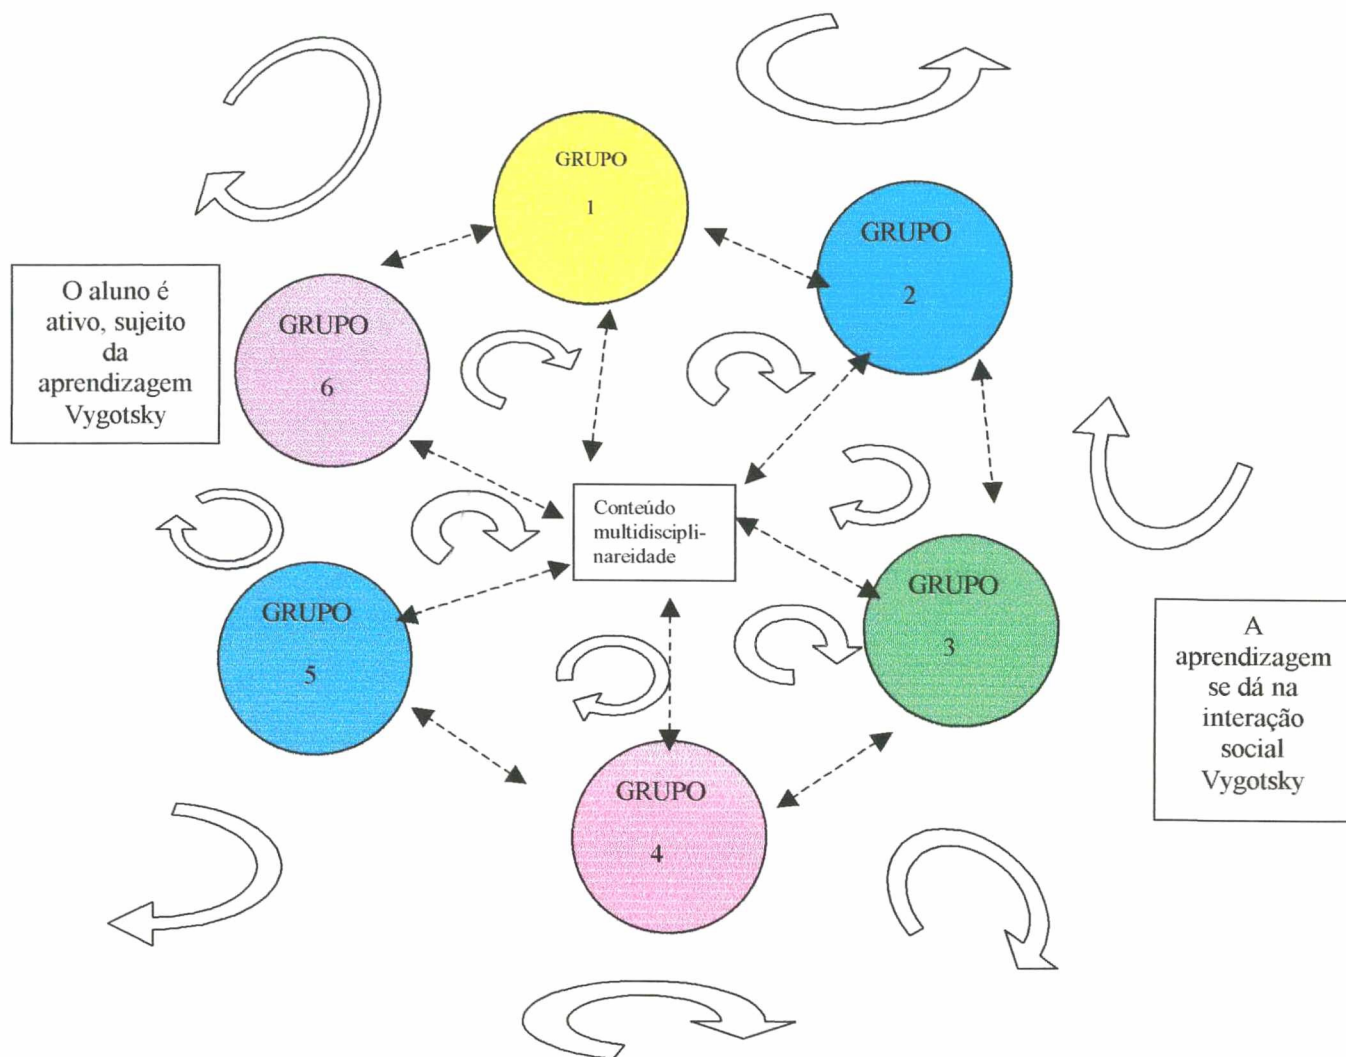 GRUPO
1
GRUPO
2
O aluno é
ativo, sujeito
da
aprendizagem
Vygotsky
GRUPO
6
Conteúdo
multidiscipli-
nareidade
GRUPO
3
GRUPO
5
A
aprendizagem
se dá na
interação
social
Vygotsky
GRUPO
4